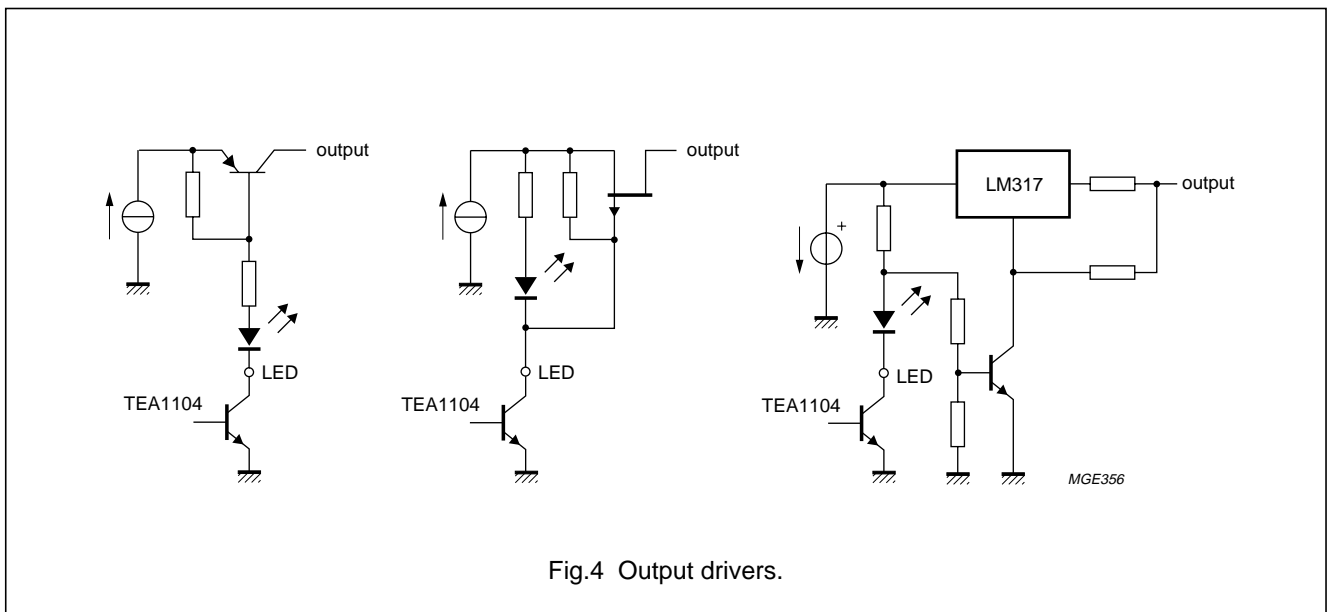 output
LED
TEA1104
output
LED
TEA1104
LM317
output
+
LED
TEA1104
MGE356
Fig.4 Output drivers.